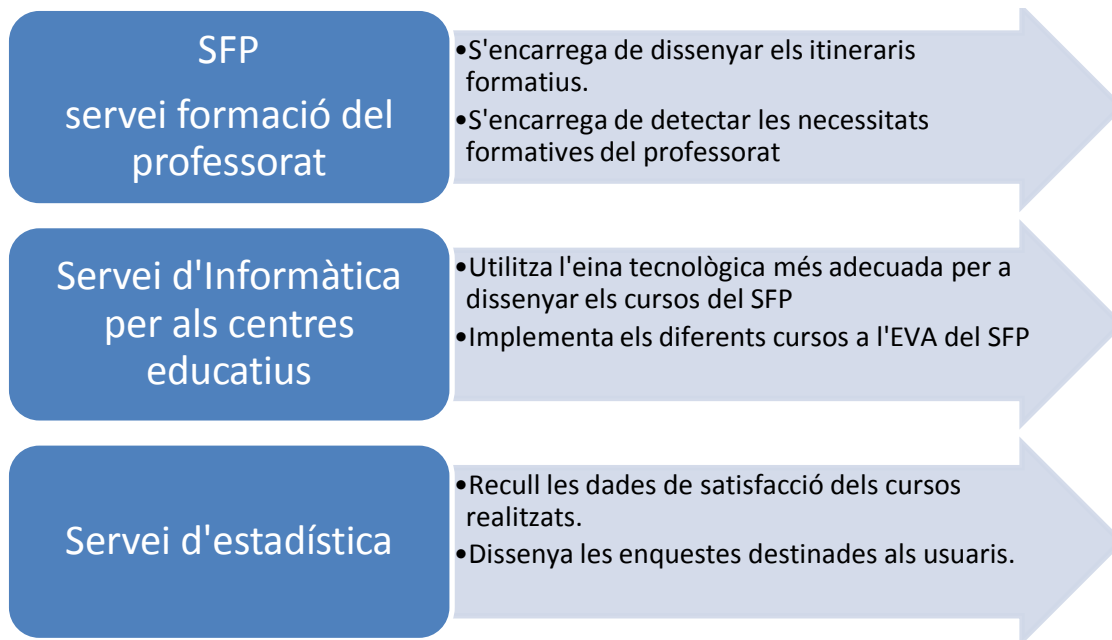 SFP
servei formació del
professorat
•S'encarrega de dissenyar els itineraris
formatius.
•S'encarrega de detectar les necessitats
formatives del professorat
Servei d'Informàtica
per als centres
educatius
•Utilitza l'eina tecnològica més adecuada per a
dissenyar els cursos del SFP
•Implementa els diferents cursos a l'EVA del SFP
Servei d'estadística
•Recull les dades de satisfacció dels cursos
realitzats.
•Dissenya les enquestes destinades als usuaris.